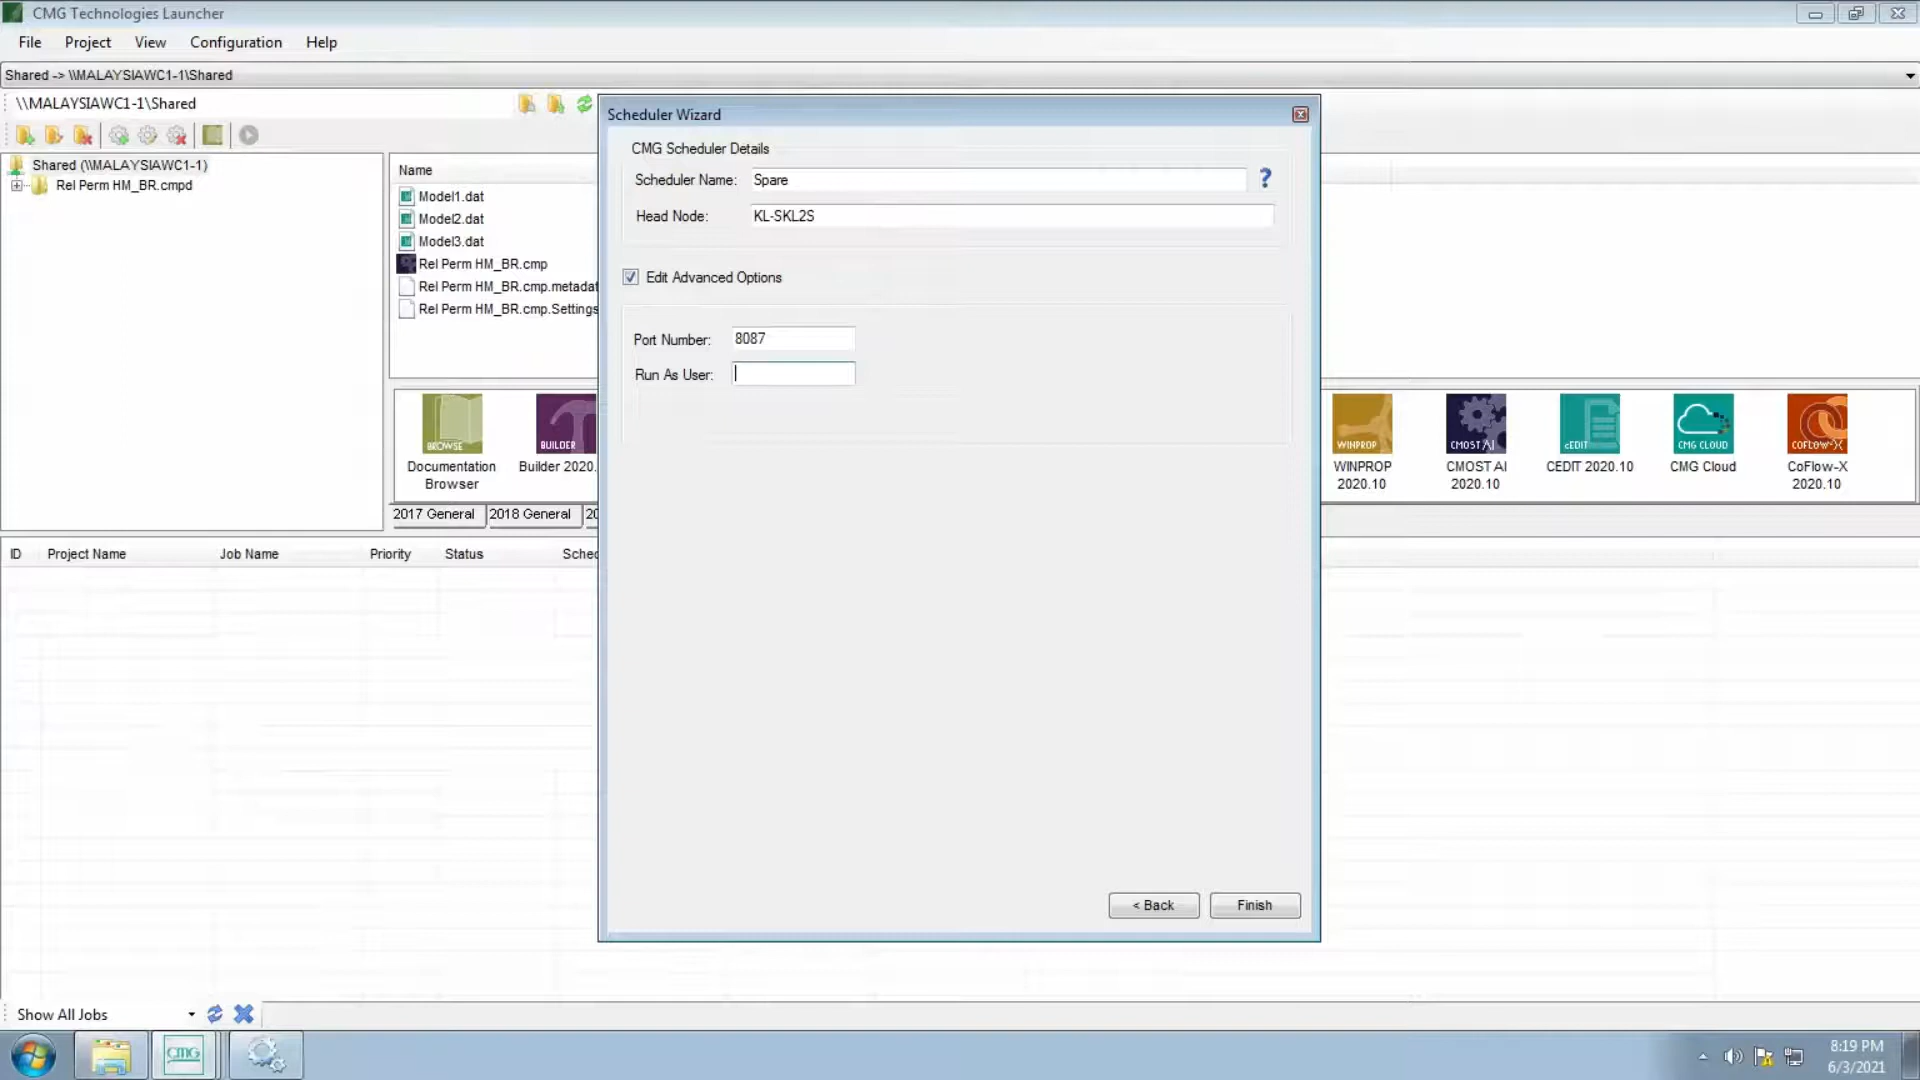 CMG Technologies Launcher
File Project View Configuration Help
Shared -> \\MALAYSIAWC1-1\Shared
\\MALAYSIAWC1-1\Shared
Shared (\\MALAYSIAWC1-1)
Rel Perm HM_BR.cmpd
Name
Model1.dat
Model2.dat
Model3.dat
Rel Perm HM_BR.cmp
Rel Perm HM_BR.cmp.metadat
Rel Perm HM_BR.cmp.Settings
Scheduler Wizard
CMG Scheduler Details
Scheduler Name: Spare ?
Head Node: KL-SKL2S
Edit Advanced Options
Port Number: 8087
Run As User:
< Back Finish
BROWSE
Documentation
Browser
BUILDER
Builder 2020.
WINPROP
WINPROP
2020.10
CMOST AI
CMOST AI
2020.10
cEDIT
CEDIT 2020.10
CMG CLOUD
CMG Cloud
COFLOW-X
CoFlow-X
2020.10
2017 General 2018 General 20
ID Project Name Job Name Priority Status Sched
Show All Jobs
CMG
8:19 PM
6/3/2021